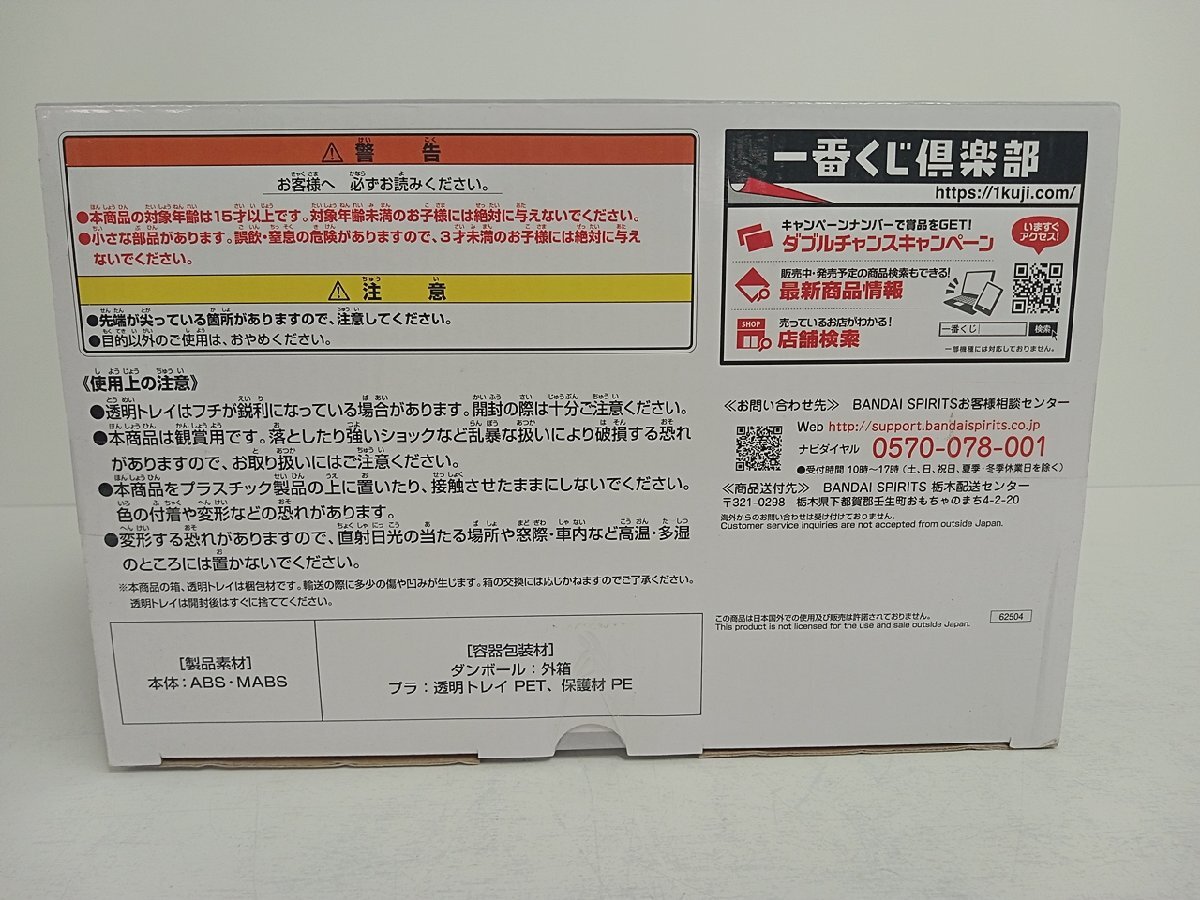 ⚠ 警告
お客様へ 必ずお読みください。
●本商品の対象年齢は15才以上です。対象年齢未満のお子様には絶対に与えないでください。
●小さな部品があります。誤飲・窒息の危険がありますので、3才未満のお子様には絶対に与え
ないでください。
⚠ 注意
●先端が尖っている箇所がありますので、注意してください。
●目的以外のご使用は、おやめください。
《使用上の注意》
●透明トレイはフチが鋭利になっている場合があります。開封の際は十分ご注意ください。
●本商品は観賞用です。落としたり強いショックなど乱暴な扱いにより破損する恐れ
がありますので、お取り扱いにはご注意ください。
●本商品をプラスチック製品の上に置いたり、接触させたままにしないでください。
色の付着や変形などの恐れがあります。
●変形する恐れがありますので、直射日光の当たる場所や窓際・車内など高温・多湿
のところには置かないでください。
※本商品の箱、透明トレイは梱包材です。輸送の際に多少の傷や凹みが生じます。箱の交換には応じかねますのでご了承ください。
透明トレイは開封後はすぐに捨ててください。
[製品素材]
本体：ABS・MABS
[容器包装材]
ダンボール：外箱
プラ：透明トレイ PET、保護材 PE
一番くじ倶楽部
https://1kuji.com/
キャンペーンナンバーで賞品をGET!
ダブルチャンスキャンペーン
いますぐ
アクセス!
販売中・発売予定の商品検索もできる!
最新商品情報
SHOP
売っているお店がわかる!
店舗検索
一番くじ
検索
一部機種には対応しておりません。
≪お問い合わせ先≫ BANDAI SPIRITSお客様相談センター
Web http://support.bandaispirits.co.jp
ナビダイヤル 0570-078-001
●受付時間 10時〜17時 (土、日、祝日、夏季・冬季休業日を除く)
≪商品送付先≫ BANDAI SPIRITS 栃木配送センター
〒321-0298 栃木県下都賀郡壬生町おもちゃのまち4-2-20
海外からのお問い合わせは受け付けておりません。
Customer service inquiries are not accepted from outside Japan.
この商品は日本国外での使用及び販売は許諾されておりません。
This product is not licensed for the use and sale outside Japan.
62504